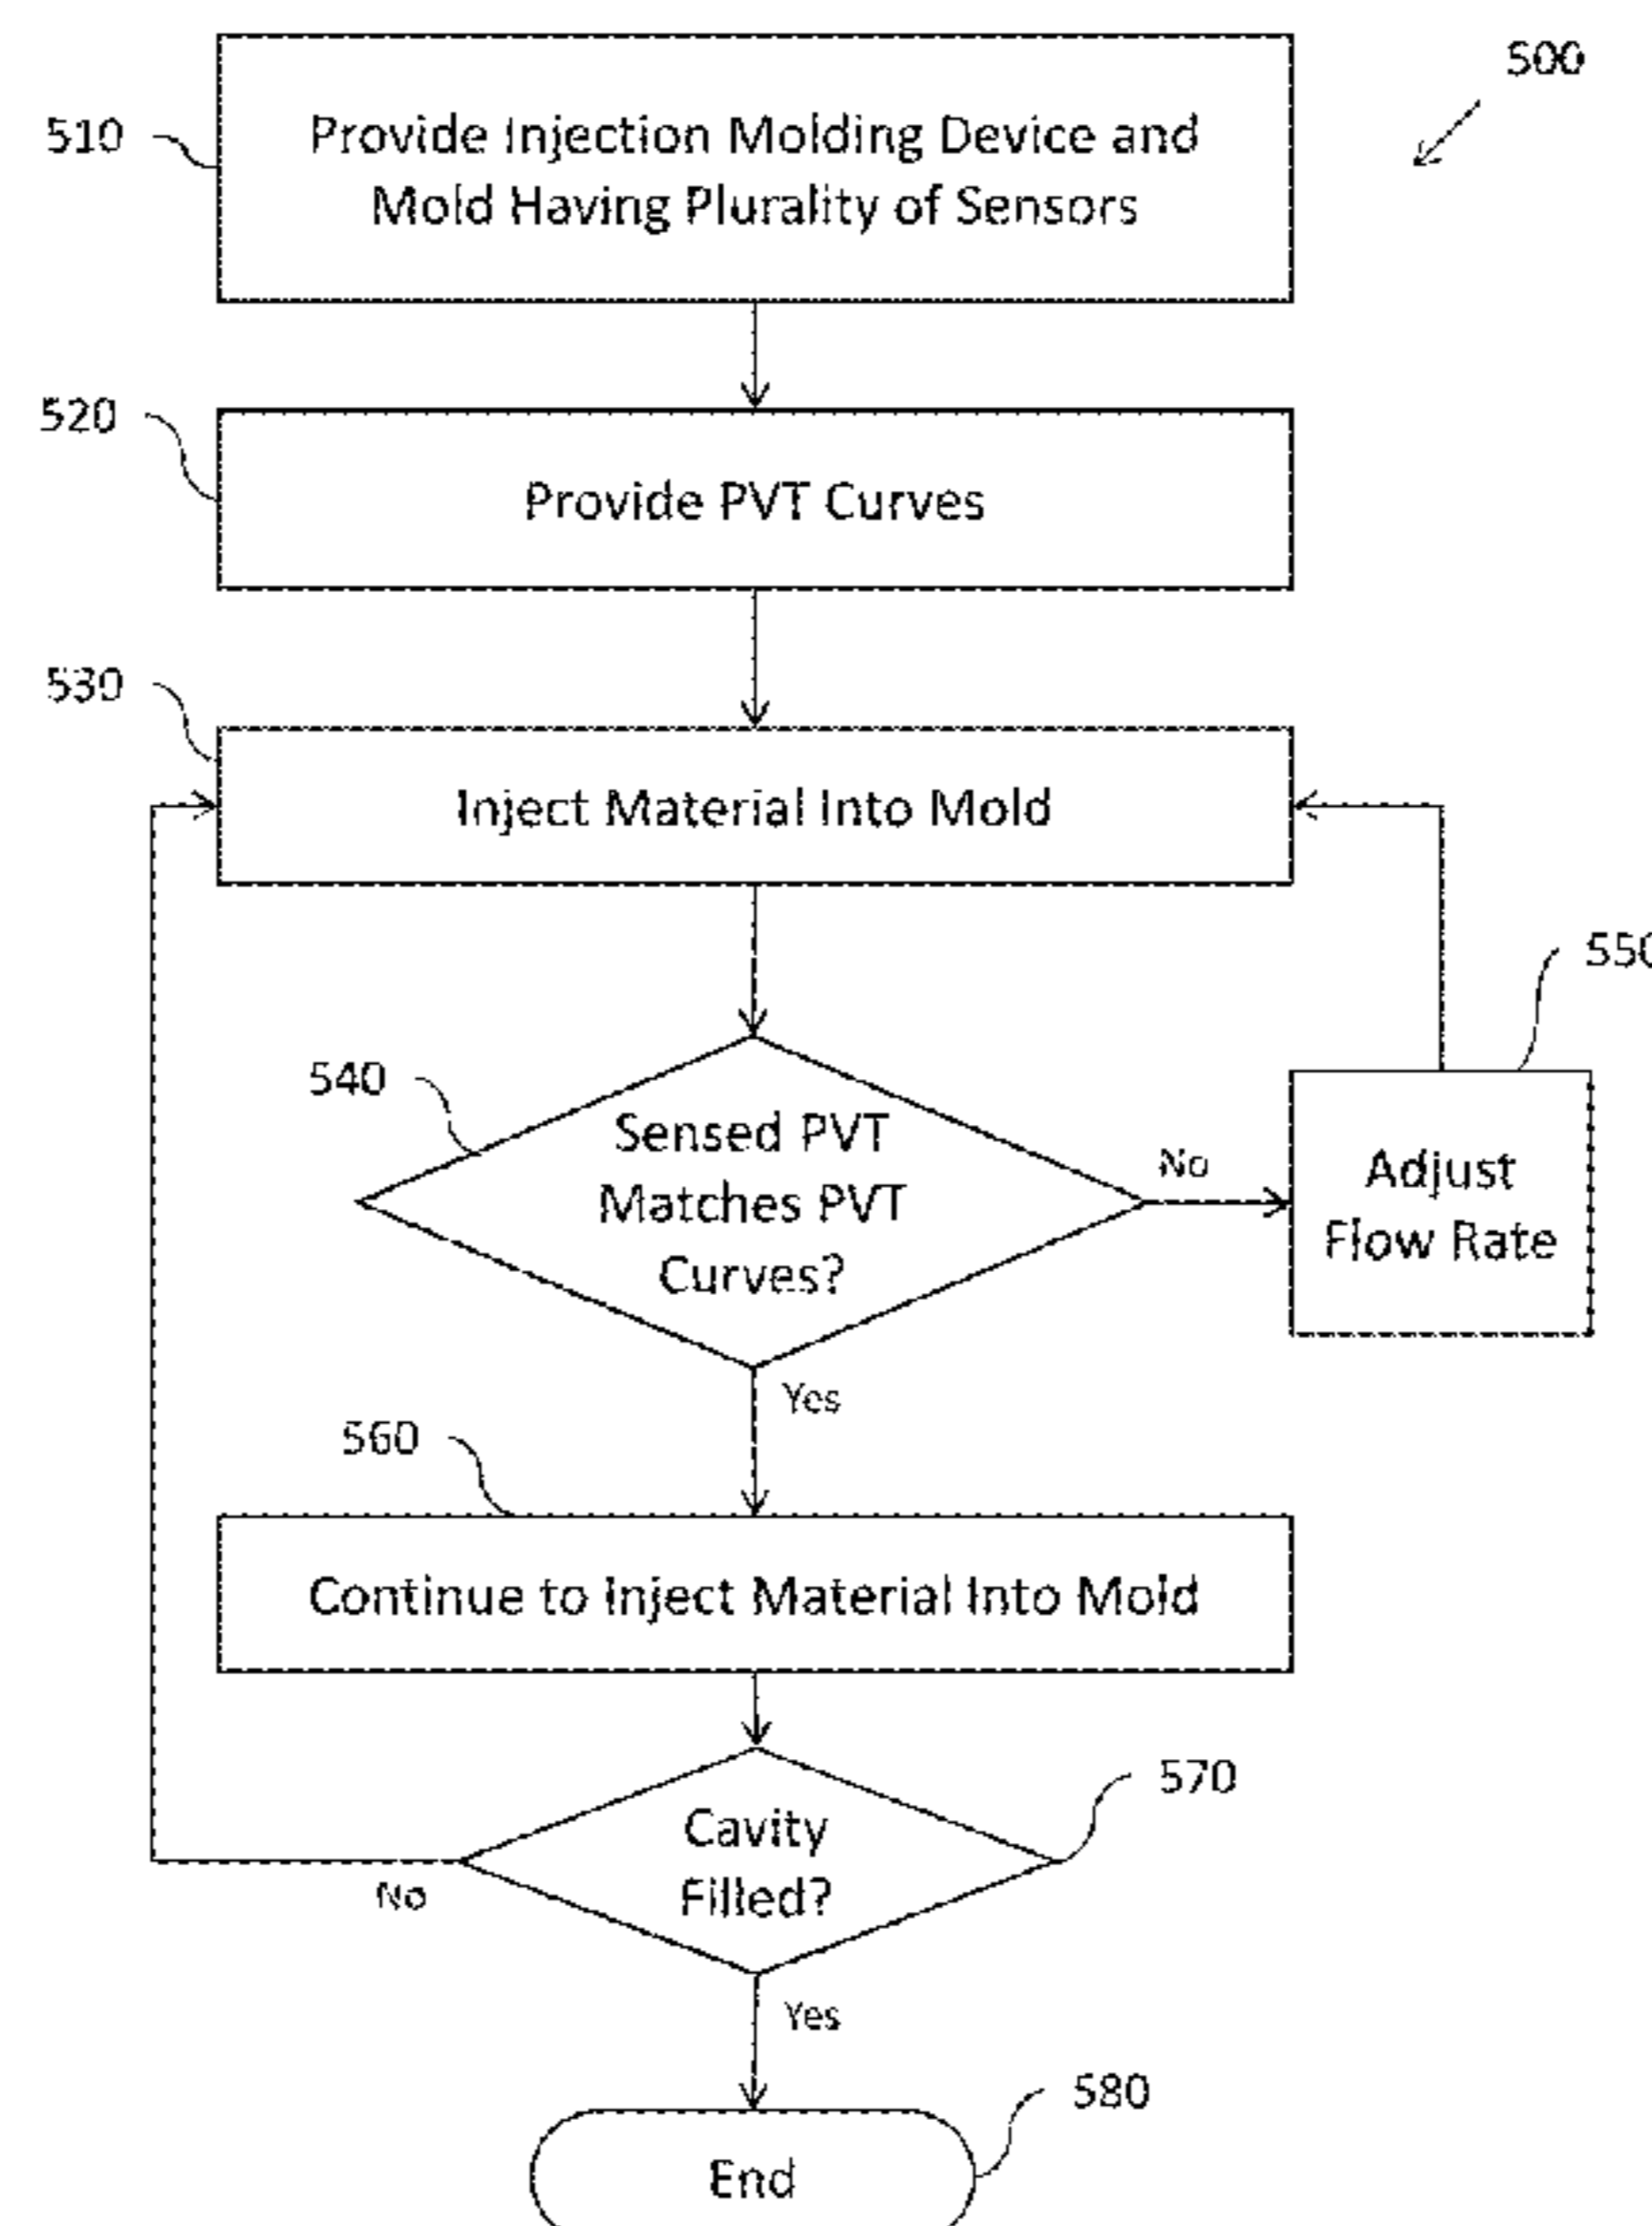 500
510
Provide Injection Molding Device and
Mold Having Plurality of Sensors
520
Provide PVT Curves
530
Inject Material Into Mold
550
540
Sensed PVT
Matches PVT
Curves?
No
Adjust
Flow Rate
Yes
560
Continue to Inject Material Into Mold
570
Cavity
Filled?
No
Yes
580
End